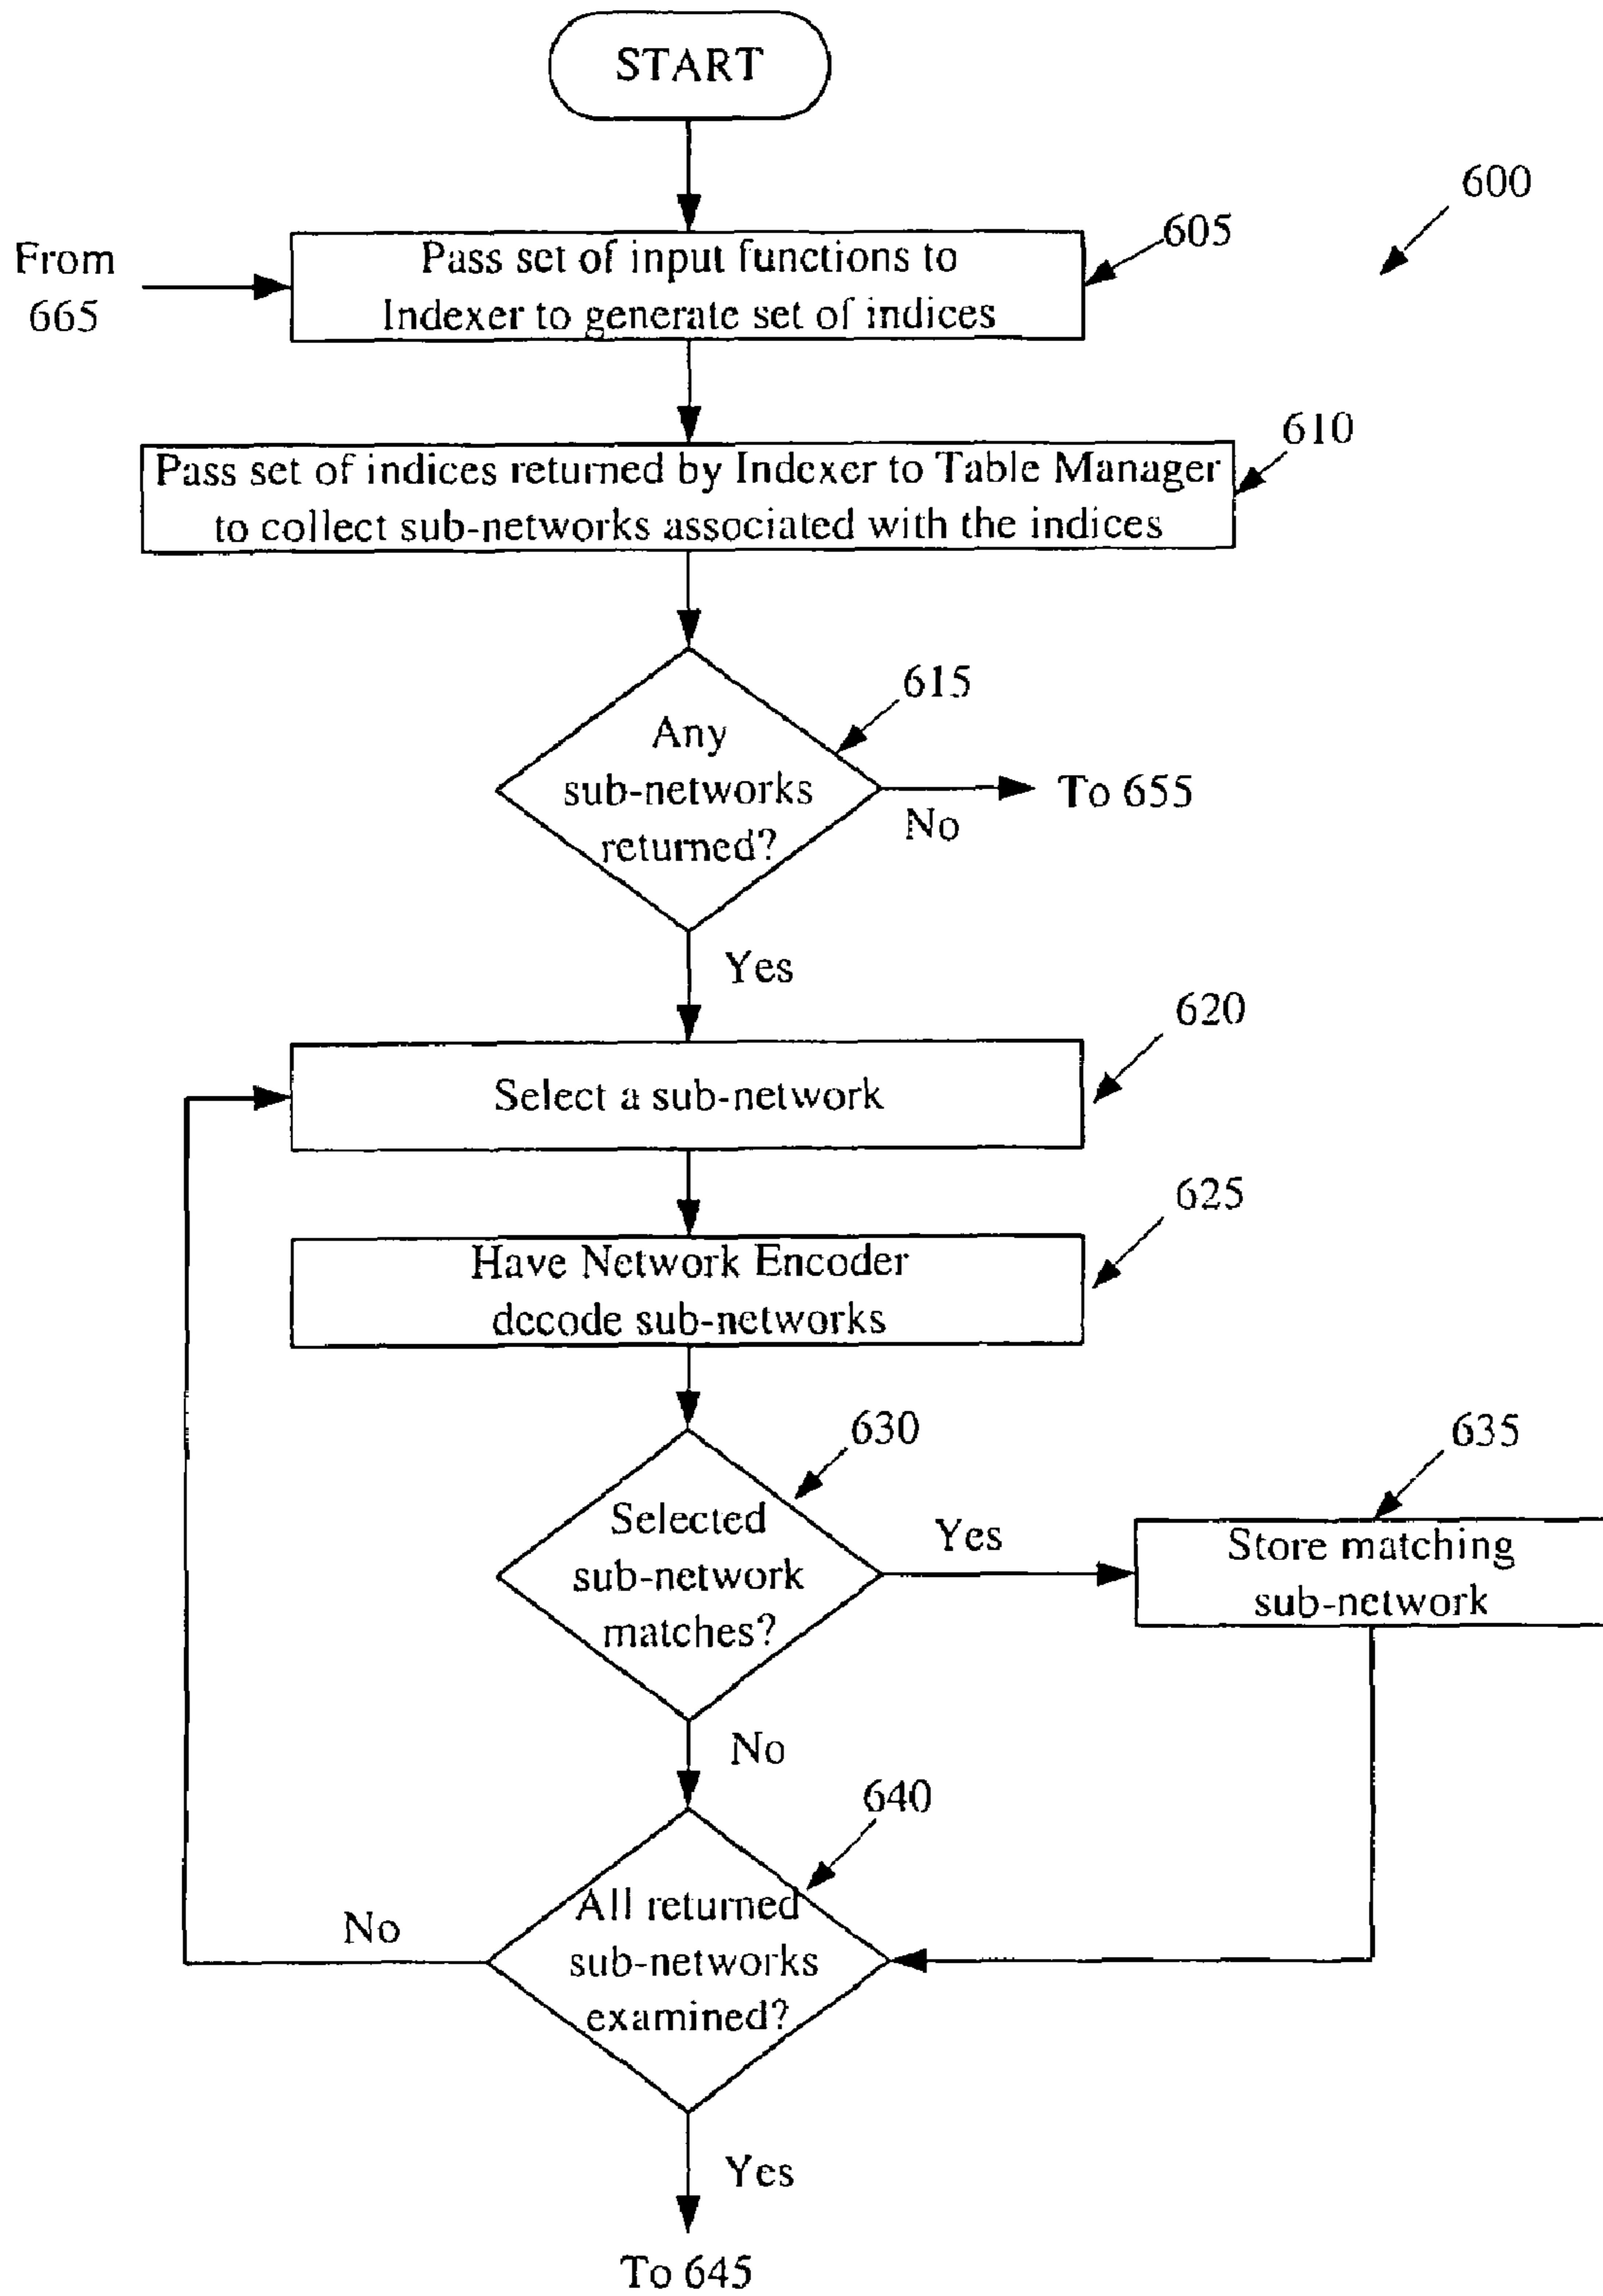 START
600
605
From
665
Pass set of input functions to
Indexer to generate set of indices
610
Pass set of indices returned by Indexer to Table Manager
to collect sub-networks associated with the indices
615
Any
sub-networks
returned?
To 655
No
Yes
620
Select a sub-network
625
Have Network Encoder
decode sub-networks
630
635
Selected
sub-network
matches?
Yes
Store matching
sub-network
No
640
All returned
sub-networks
examined?
No
Yes
To 645